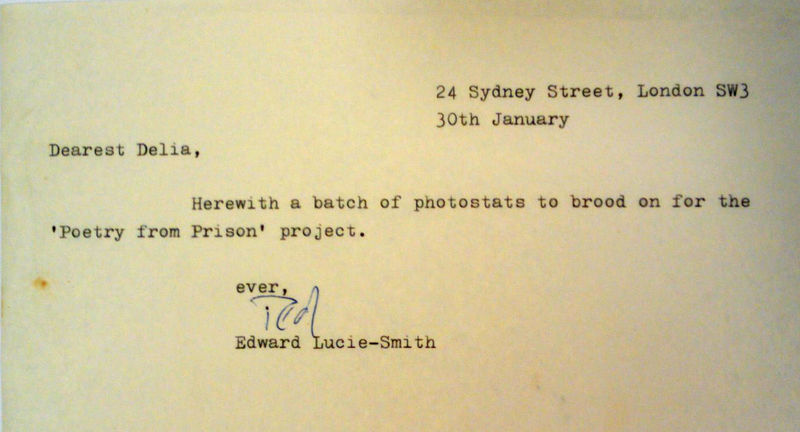 24 Sydney Street, London SW3
30th January
Dearest Delia,
Herewith a batch of photostats to brood on for the
'Poetry from Prison' project.
ever,
Ted
Edward Lucie-Smith